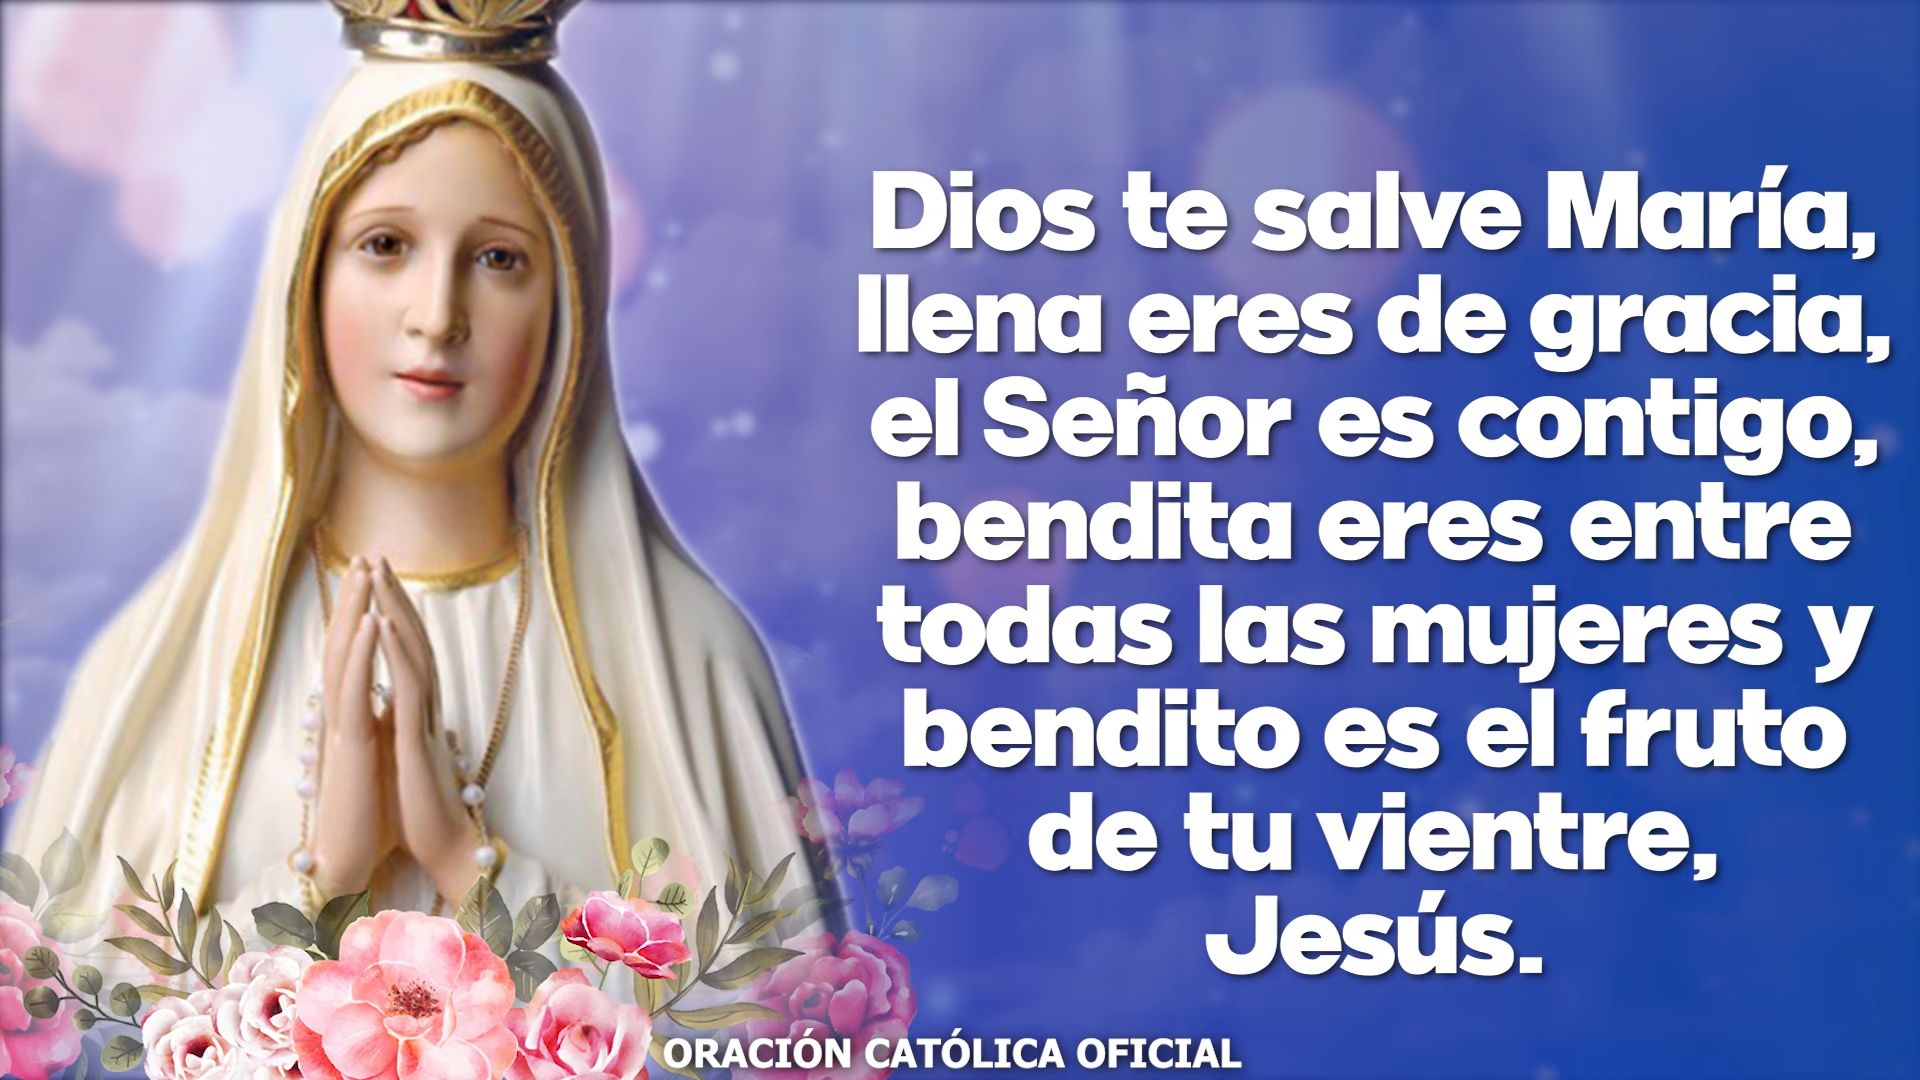 Dios te salve María,
llena eres de gracia,
el Señor es contigo,
bendita eres entre
todas las mujeres y
bendito es el fruto
de tu vientre,
Jesús.
ORACIÓN CATÓLICA OFICIAL